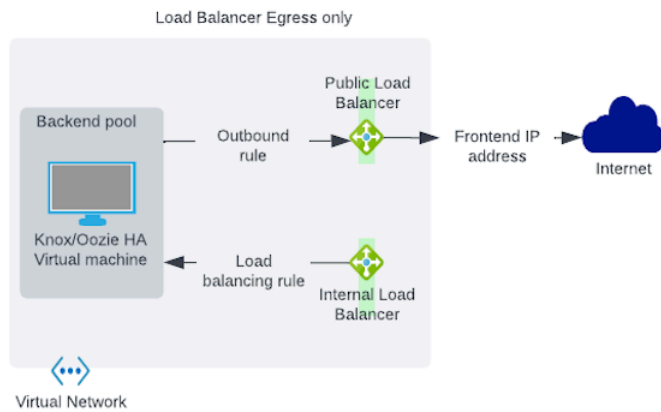 Load Balancer Egress only
Public Load
Balancer
Backend pool
Outbound
rule
Frontend IP
address
Internet
Knox/Oozie HA
Virtual machine
Load
balancing rule
Internal Load
Balancer
Virtual Network